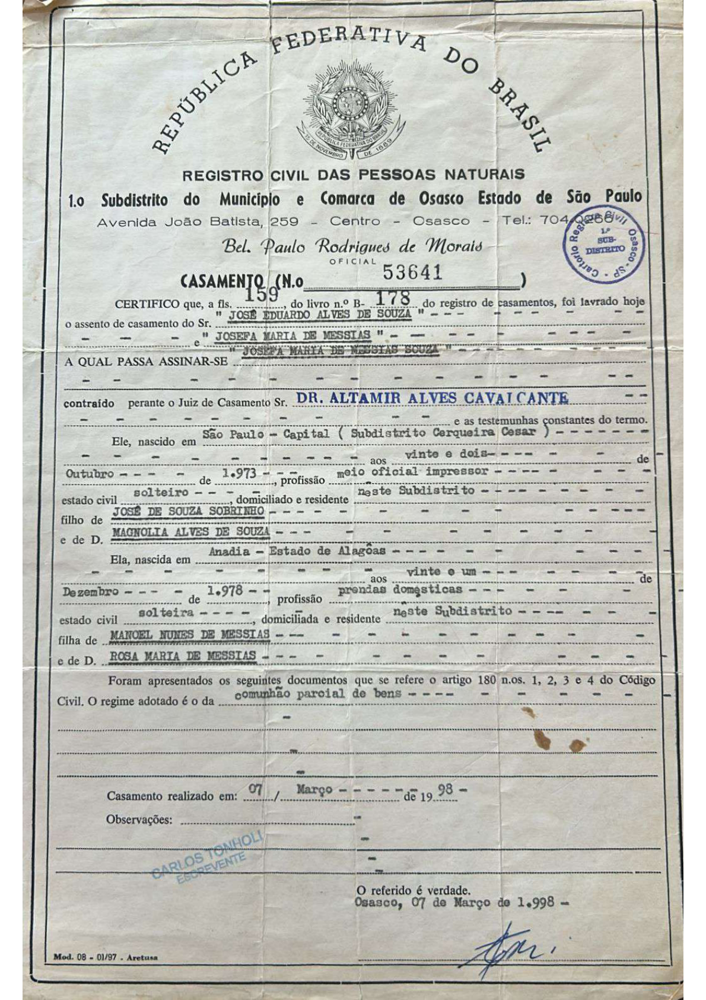 REPÚBLICA FEDERATIVA DO BRASIL
REPÚBLICA FEDERATIVA DO BRASIL
15 DE NOVEMBRO DE 1889
REGISTRO CIVIL DAS PESSOAS NATURAIS
1.o Subdistrito do Município e Comarca de Osasco Estado de São Paulo
Avenida João Batista, 259 - Centro - Osasco - Tel.: 704-0266
Cartorio Registro Civil Osasco - SP -
1.º SUB-DISTRITO
Bel. Paulo Rodrigues de Morais
OFICIAL
CASAMENTO (N.o 53641 )
CERTIFICO que, a fls. 159, do livro n.º B- 178 do registro de casamentos, foi lavrado hoje
o assento de casamento do Sr. " JOSÉ EDUARDO ALVES DE SOUZA " - - - - - - - - -
- - - e " JOSEFA MARIA DE MESSIAS " - - - - - - - -
A QUAL PASSA ASSINAR-SE " JOSEFA MARIA DE MESSIAS SOUZA " - - - - - - - - -
- - - - - - - - - - - - - - -
contraído perante o Juiz de Casamento Sr. DR. ALTAMIR ALVES CAVALCANTE - -
- - - - - - - - - - e as testemunhas constantes do termo.
Ele, nascido em São Paulo - Capital ( Subdistrito Cerqueira Cesar ) - - - - - - -
- - - - - - - - - - aos vinte e dois- - - - - - - de -
Outubro - - - - de 1.973 - - -, profissão meio oficial impressor - - - - - - -
estado civil solteiro - - - -, domiciliado e residente neste Subdistrito - - - - - - - - -
filho de JOSÉ DE SOUZA SOBRINHO - - - - - - - - - - - - - -
e de D. MAGNOLIA ALVES DE SOUZA - - - - - - - - - - -
Ela, nascida em Anadia - Estado de Alagôas - - - - - - - - - -
- - - - - - - - aos vinte e um - - - - - - - de
Dezembro - - - - de 1.978 - -, profissão prendas domésticas - - - - - - -
estado civil solteira - - - - -, domiciliada e residente neste Subdistrito - - - - - - -
filha de MANOEL NUNES DE MESSIAS - - - - - - - - - - - -
e de D. ROSA MARIA DE MESSIAS - - - - - - - - - - - -
Foram apresentados os seguintes documentos que se refere o artigo 180 n.os. 1, 2, 3 e 4 do Código
Civil. O regime adotado é o da comunhão parcial de bens - - - - - - - - - -
-
-
-
Casamento realizado em: 07 / Março - - - - - - de 19 98 -
Observações: -
-
-
-
CARLOS TONHOLI
ESCREVENTE
O referido é verdade.
Osasco, 07 de Março de 1.998 -
Mod. 08 - 01/97 - Aretusa